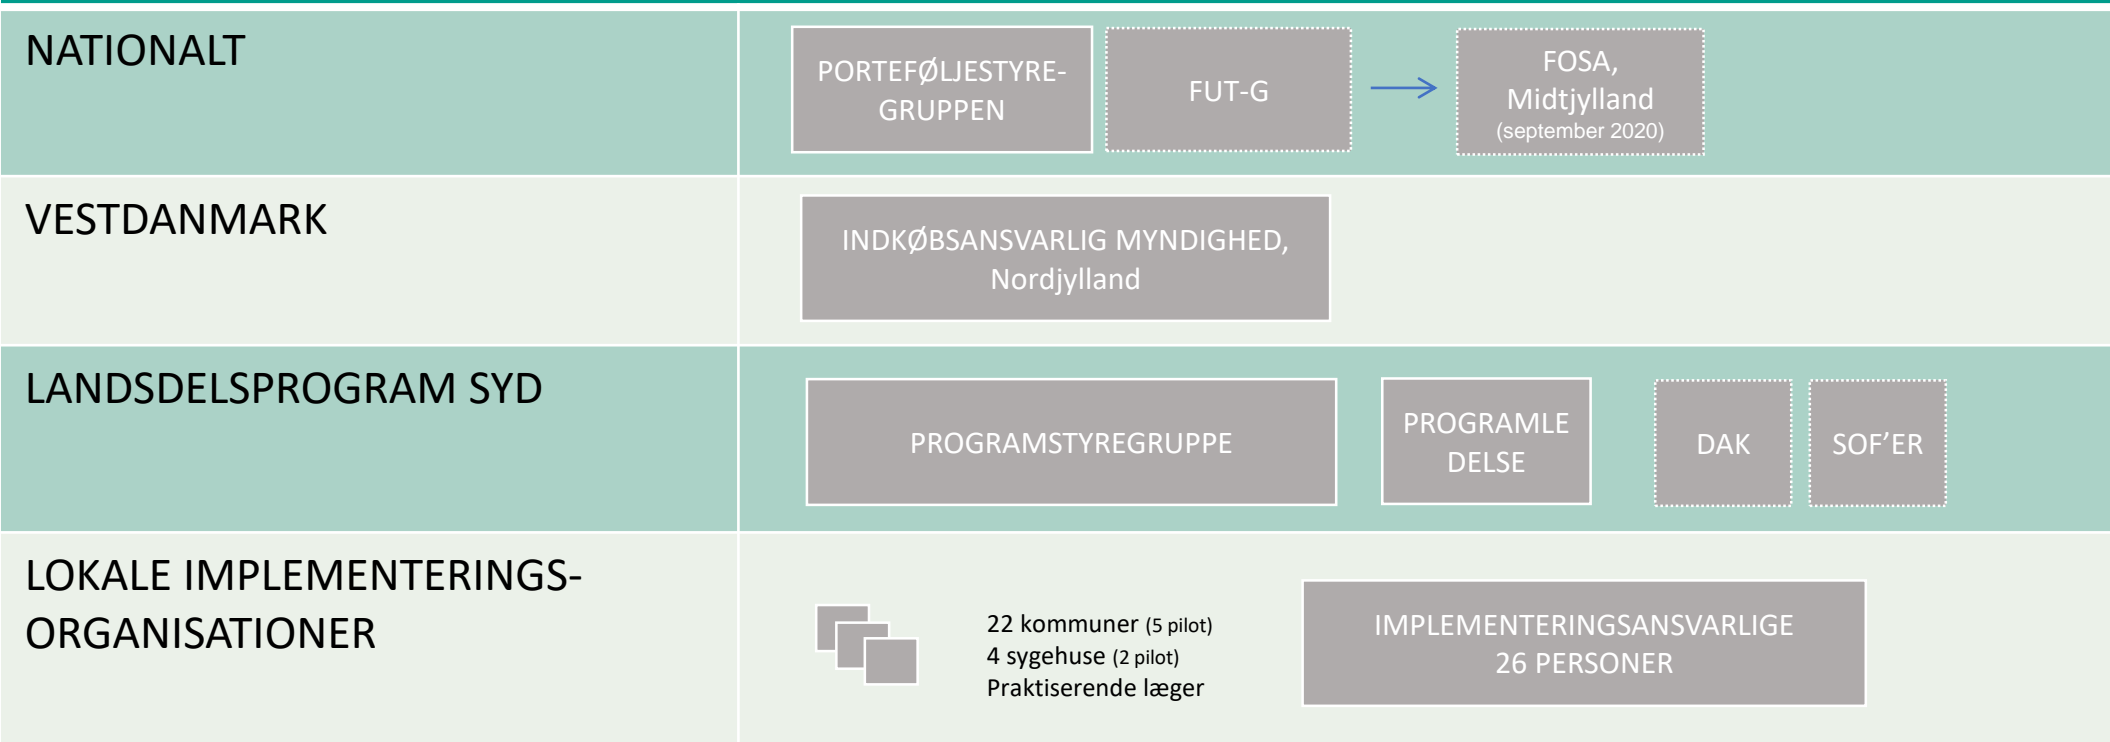 NATIONALT
PORTEFØLJESTYRE-
GRUPPEN
FUT-G
FOSA,
Midtjylland
(september 2020)
VESTDANMARK
INDKØBSANSVARLIG MYNDIGHED,
Nordjylland
LANDSDELSPROGRAM SYD
PROGRAMSTYREGRUPPE
PROGRAMLE
DELSE
DAK
SOF’ER
LOKALE IMPLEMENTERINGS-
ORGANISATIONER
22 kommuner (5 pilot)
4 sygehuse (2 pilot)
Praktiserende læger
IMPLEMENTERINGSANSVARLIGE
26 PERSONER